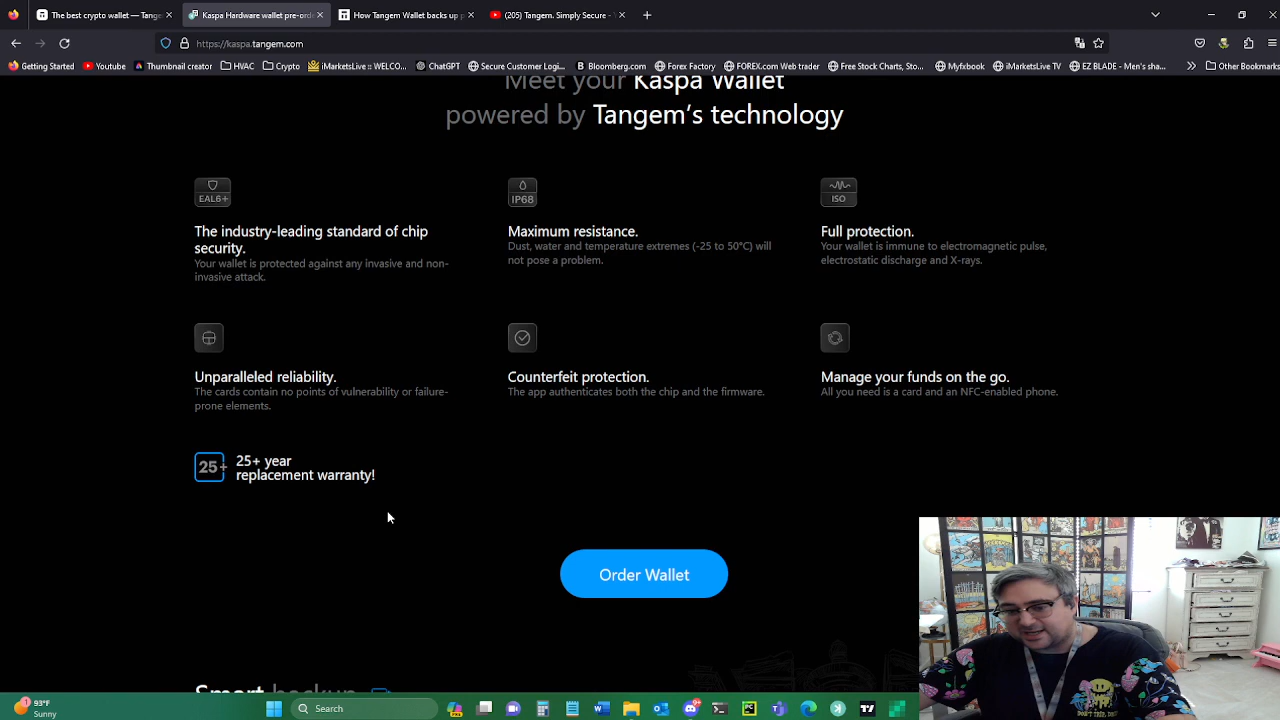 The best crypto wallet — Tange
Kaspa Hardware wallet pre-ord
How Tangem Wallet backs up p
(205) Tangem. Simply Secure -
https://kaspa.tangem.com
Getting Started
Youtube
Thumbnail creator
HVAC
Crypto
iMarketsLive :: WELCO...
ChatGPT
Secure Customer Logi...
Bloomberg.com
Forex Factory
FOREX.com Web trader
Free Stock Charts, Sto...
Myfxbook
iMarketsLive TV
EZ BLADE - Men's sha...
Other Bookmarks
Meet your Kaspa Wallet
powered by Tangem's technology
EAL6+
The industry-leading standard of chip
security.
Your wallet is protected against any invasive and non-
invasive attack.
IP68
Maximum resistance.
Dust, water and temperature extremes (-25 to 50°C) will
not pose a problem.
ISO
Full protection.
Your wallet is immune to electromagnetic pulse,
electrostatic discharge and X-rays.
Unparalleled reliability.
The cards contain no points of vulnerability or failure-
prone elements.
Counterfeit protection.
The app authenticates both the chip and the firmware.
Manage your funds on the go.
All you need is a card and an NFC-enabled phone.
25+
25+ year
replacement warranty!
Order Wallet
Smart backup
93°F
Sunny
Search